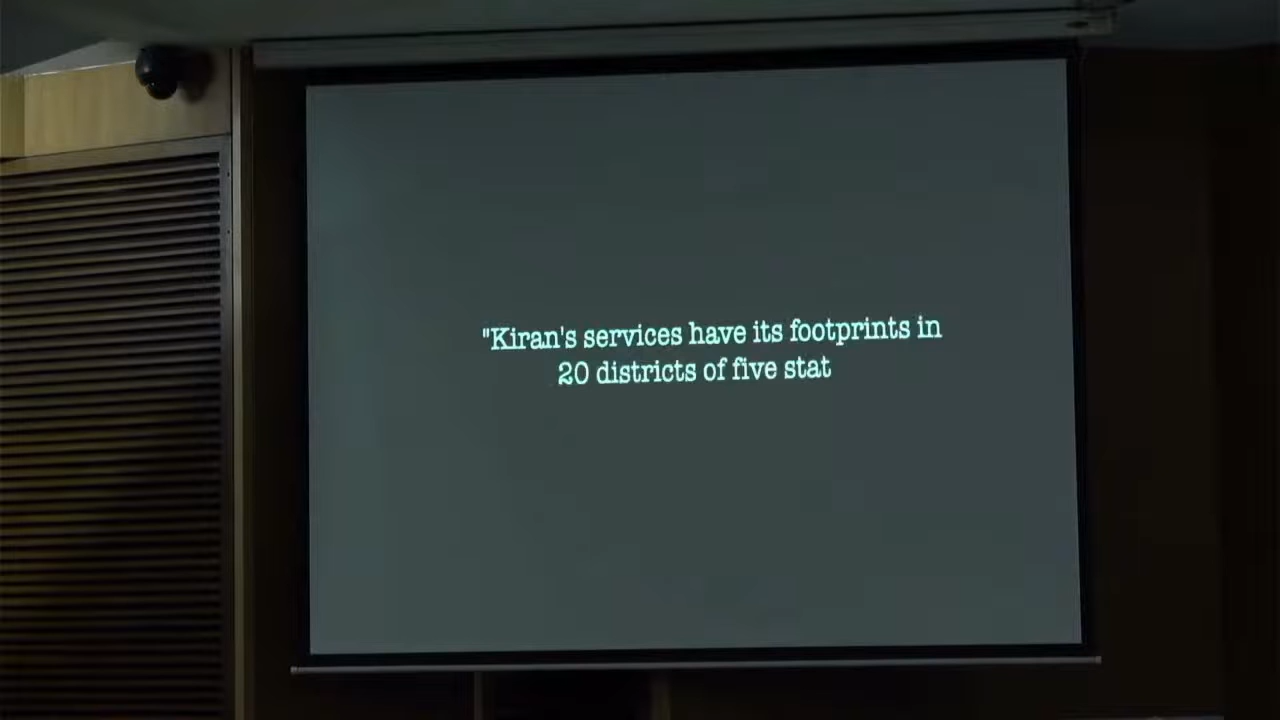 "Kiran's services have its footprints in
20 districts of five stat